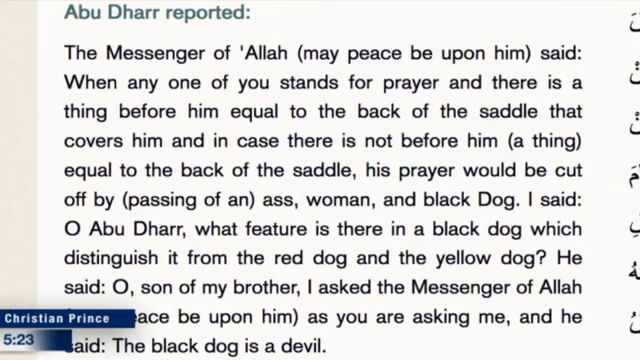 Abu Dharr reported:
The Messenger of 'Allah (may peace be upon him) said:
When any one of you stands for prayer and there is a
thing before him equal to the back of the saddle that
covers him and in case there is not before him (a thing)
equal to the back of the saddle, his prayer would be cut
off by (passing of an) ass, woman, and black Dog. I said:
O Abu Dharr, what feature is there in a black dog which
distinguish it from the red dog and the yellow dog? He
said: O, son of my brother, I asked the Messenger of Allah
be upon him) as you are asking me, and he
said: The black dog is a devil.
Christian Prince
5:23